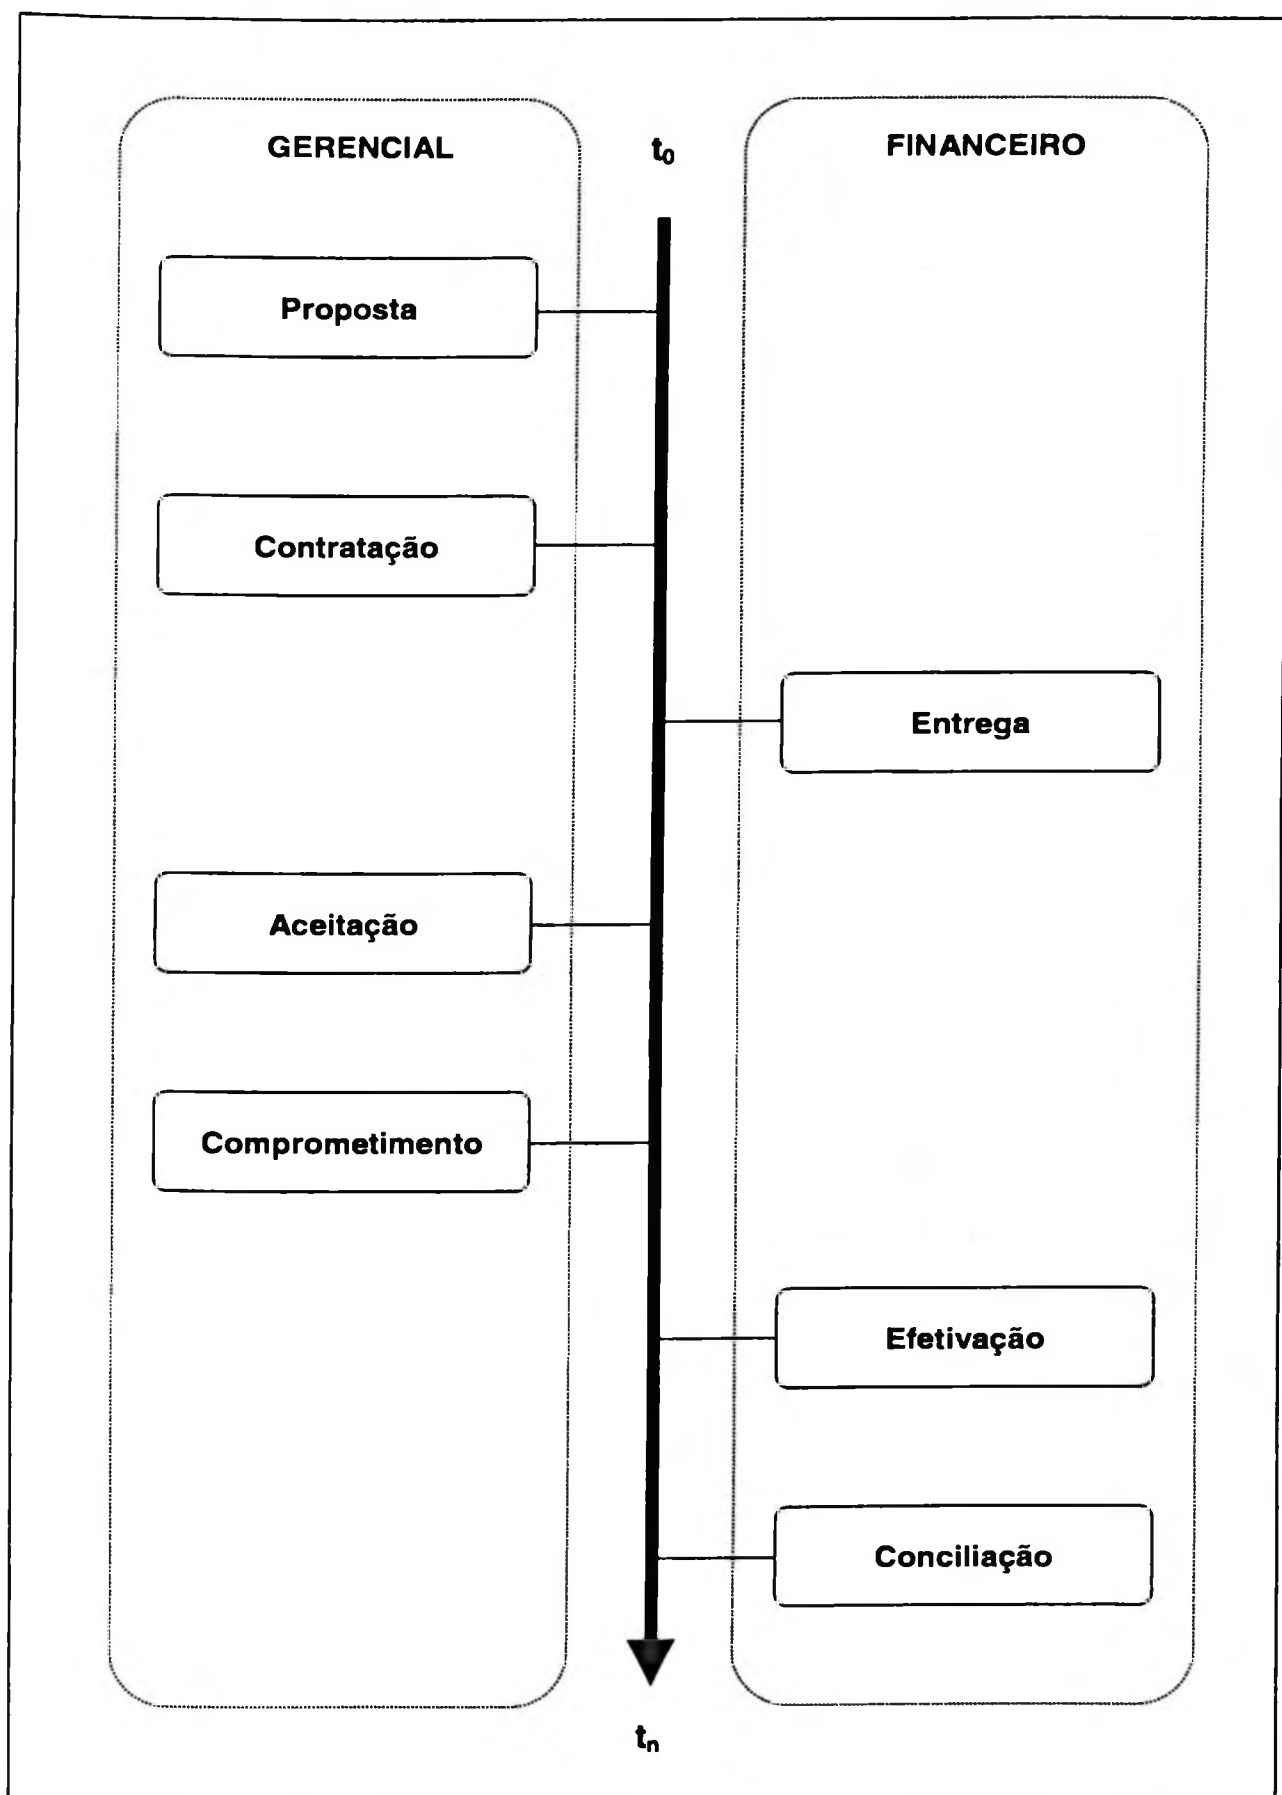 GERENCIAL
t₀
FINANCEIRO
Proposta
Contratação
Entrega
Aceitação
Comprometimento
Efetivação
Conciliação
tₙ